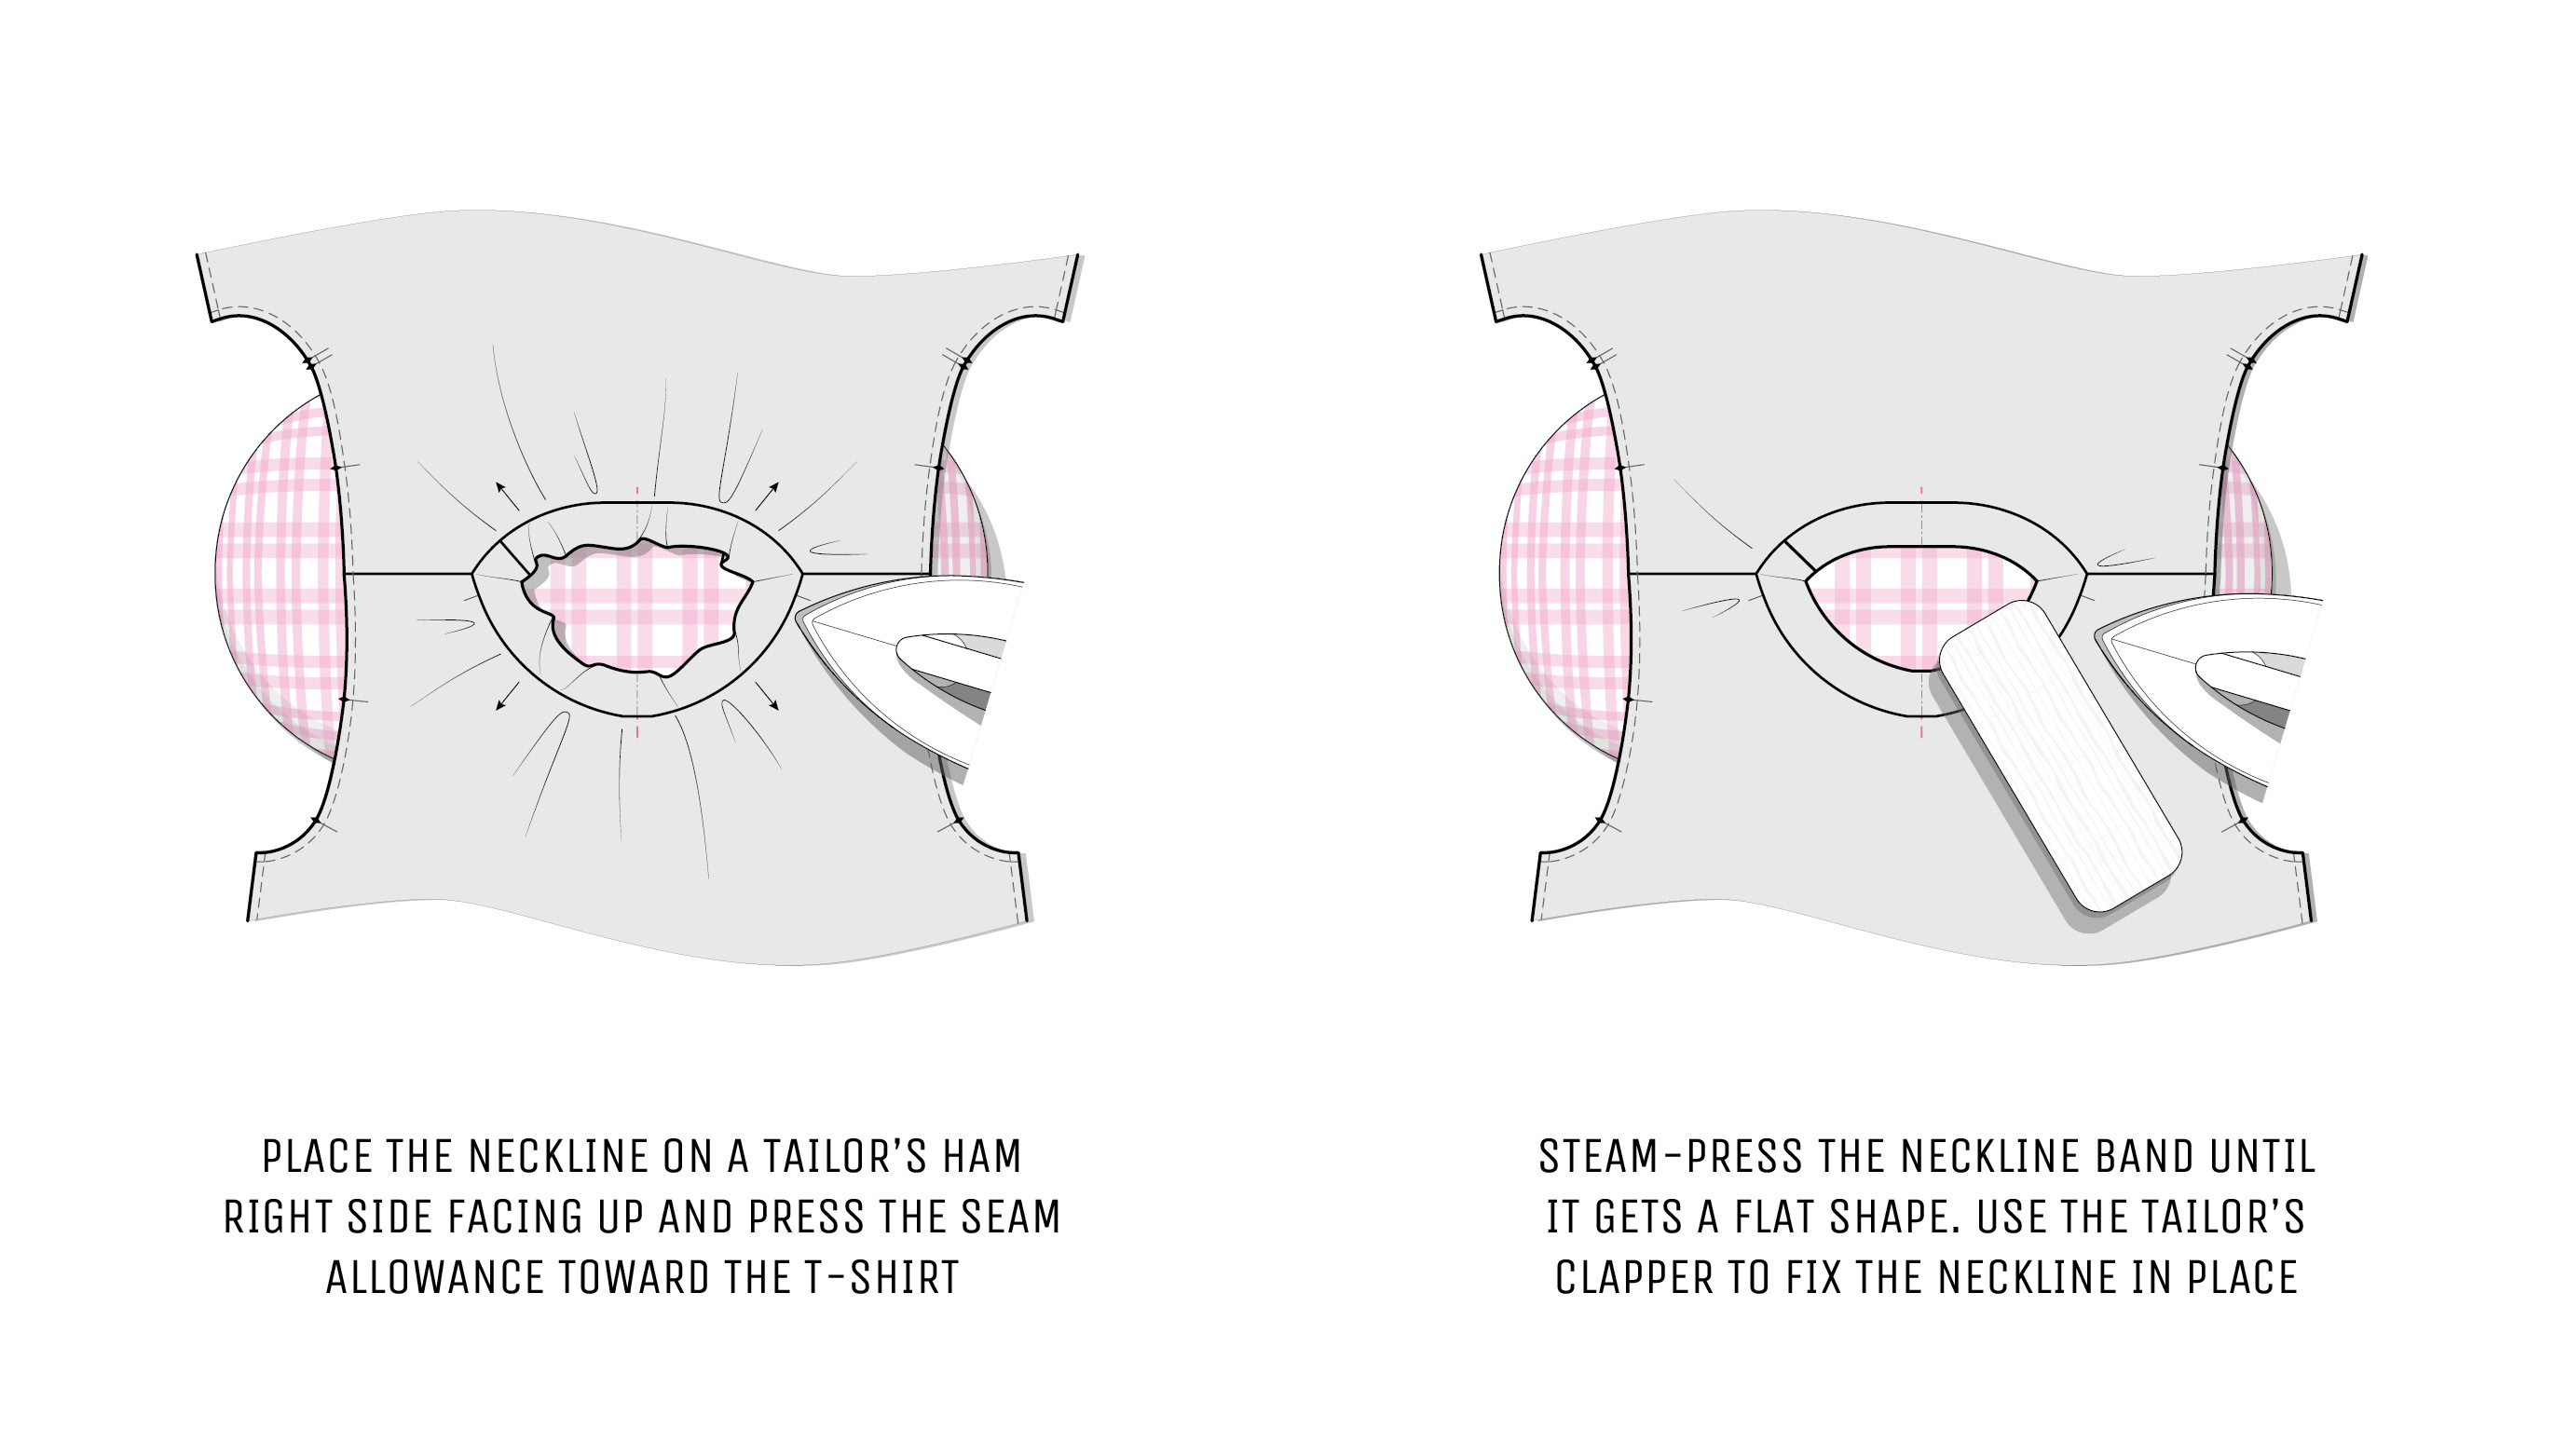 PLACE THE NECKLINE ON A TAILOR'S HAM
RIGHT SIDE FACING UP AND PRESS THE SEAM
ALLOWANCE TOWARD THE T-SHIRT
STEAM-PRESS THE NECKLINE BAND UNTIL
IT GETS A FLAT SHAPE. USE THE TAILOR'S
CLAPPER TO FIX THE NECKLINE IN PLACE